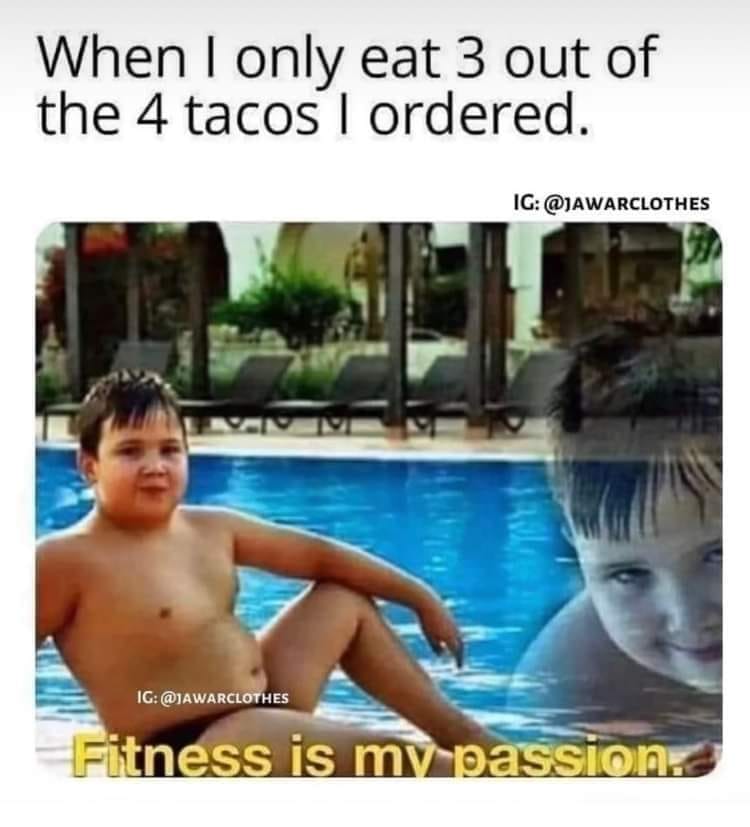 When I only eat 3 out of
the 4 tacos I ordered.
IG: @JAWARCLOTHES
IG: @JAWARCLOTHES
Fitness is my passion.